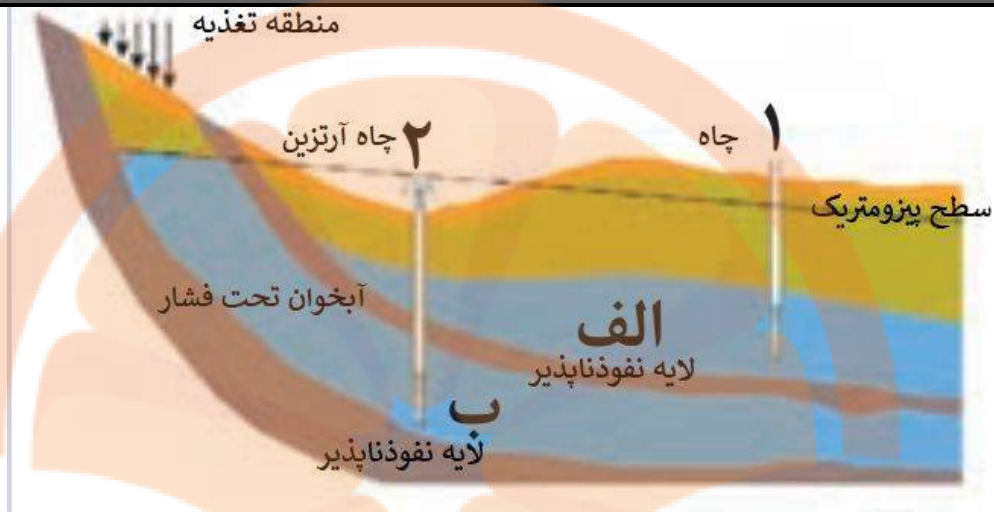 منطقه تغذیه
۱
چاه
۲
چاه آرتزین
سطح پیزومتریک
آبخوان تحت فشار
الف
لایه نفوذناپذیر
ب
لایه نفوذناپذیر